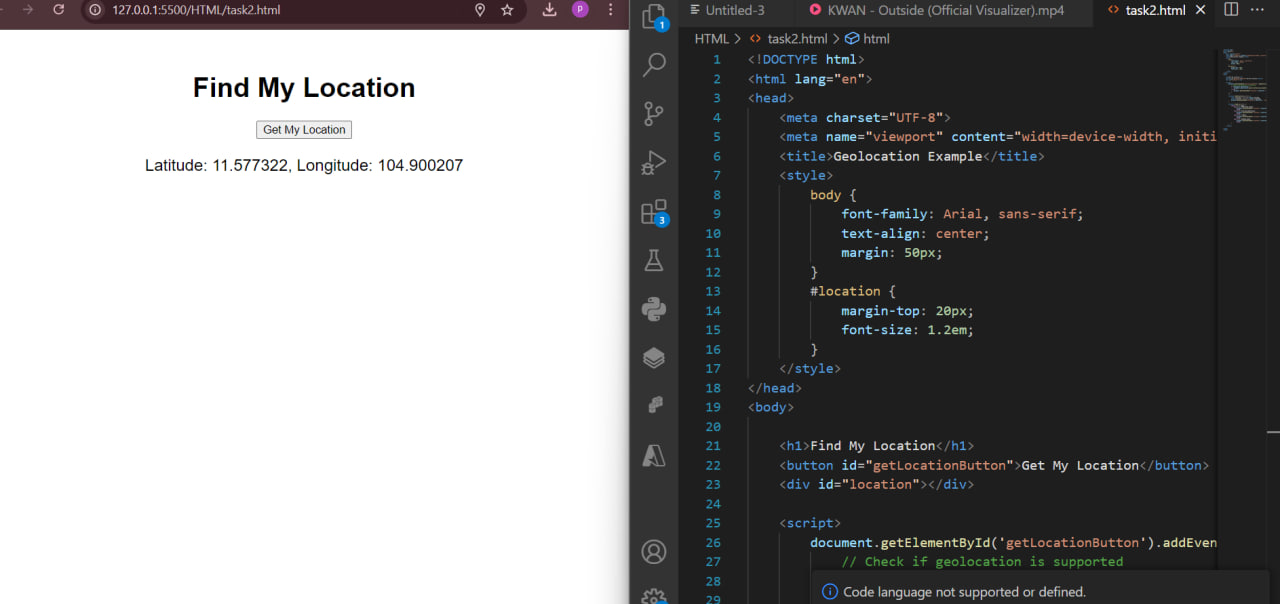 127.0.0.1:5500/HTML/task2.html
P
Find My Location
Get My Location
Latitude: 11.577322, Longitude: 104.900207
1
3
Untitled-3
KWAN - Outside (Official Visualizer).mp4
task2.html
HTML > task2.html > html
1 <!DOCTYPE html>
2 <html lang="en">
3 <head>
4 <meta charset="UTF-8">
5 <meta name="viewport" content="width=device-width, initi
6 <title>Geolocation Example</title>
7 <style>
8 body {
9 font-family: Arial, sans-serif;
10 text-align: center;
11 margin: 50px;
12 }
13 #location {
14 margin-top: 20px;
15 font-size: 1.2em;
16 }
17 </style>
18 </head>
19 <body>
20
21 <h1>Find My Location</h1>
22 <button id="getLocationButton">Get My Location</button>
23 <div id="location"></div>
24
25 <script>
26 document.getElementById('getLocationButton').addEven
27 // Check if geolocation is supported
28
29
Code language not supported or defined.